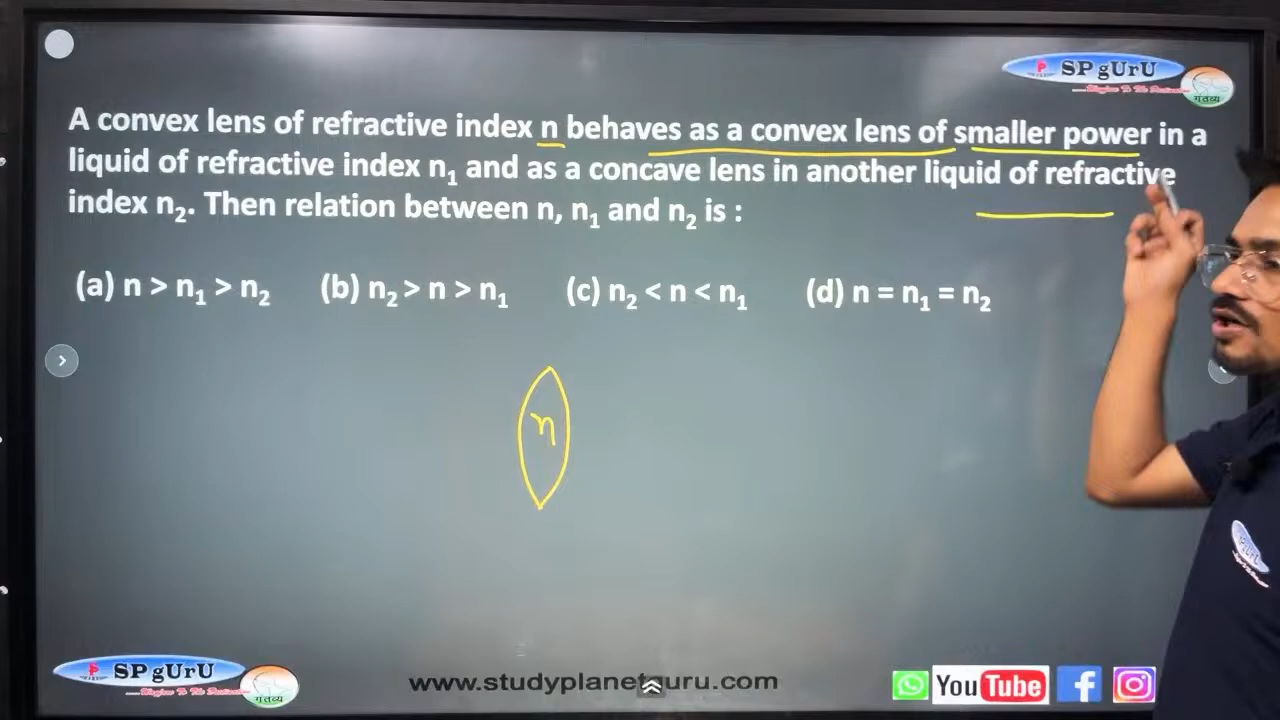 SP gUrU
गंतव्य
A convex lens of refractive index n behaves as a convex lens of smaller power in a
liquid of refractive index n₁ and as a concave lens in another liquid of refractive
index n₂. Then relation between n, n₁ and n₂ is :
(a) n > n₁ > n₂ (b) n₂ > n > n₁ (c) n₂ < n < n₁ (d) n = n₁ = n₂
n
SP gUrU
गंतव्य
www.studyplanetguru.com
YouTube